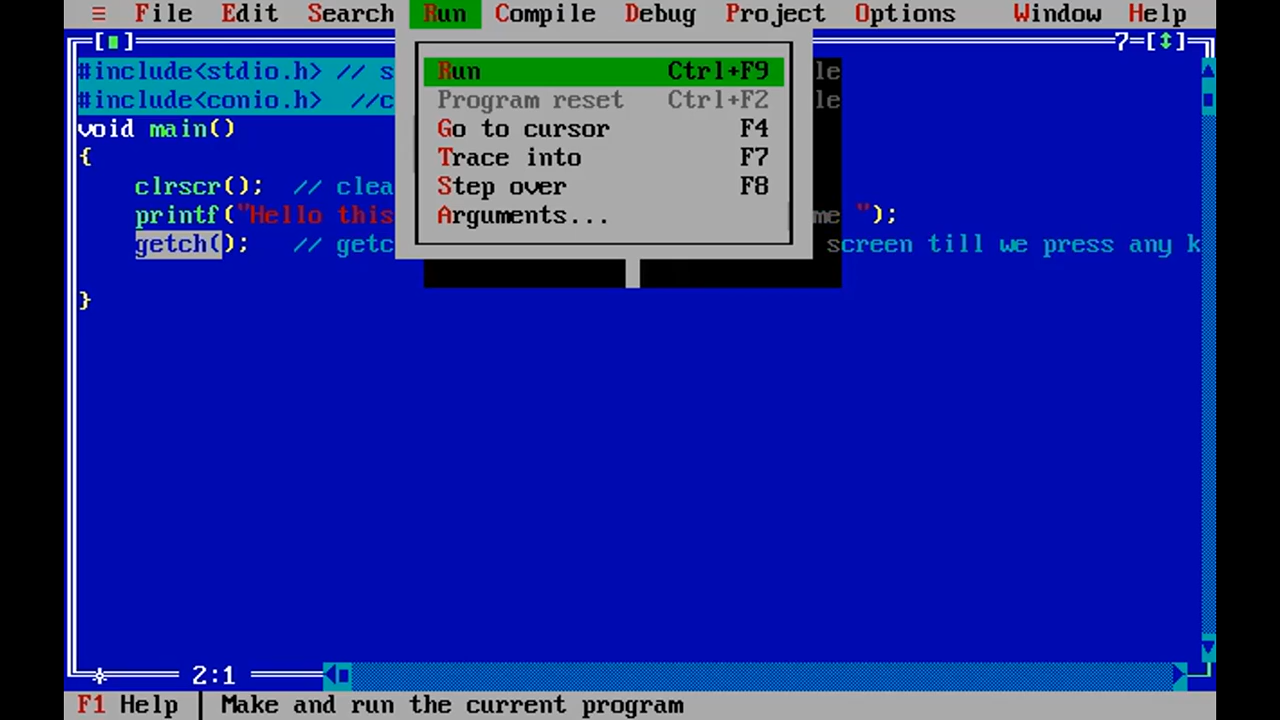 ≡ File Edit Search Run Compile Debug Project Options Window Help
7=[↕]
#include<stdio.h> // s
Run Ctrl+F9
le
#include<conio.h> //c
Program reset Ctrl+F2
le
void main()
Go to cursor F4
{
Trace into F7
clrscr(); // clea
Step over F8
printf("Hello this
Arguments...
me ");
getch(); // getc
screen till we press any k
}
2:1
F1 Help | Make and run the current program